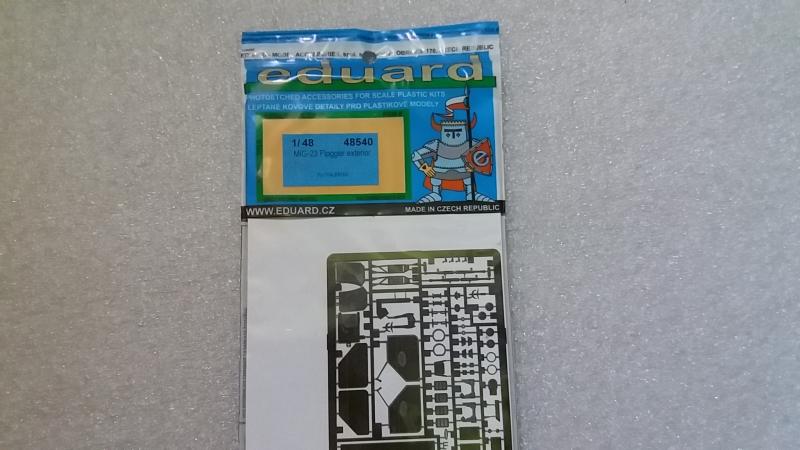 eduard
PHOTOETCHED ACCESSORIES FOR SCALE PLASTIC KITS
LEPTANÉ KOVOVÉ DETAILY PRO PLASTIKOVÉ MODELY
1/48 48540
MiG-23 Flogger exterior
e
WWW.EDUARD.CZ MADE IN CZECH REPUBLIC